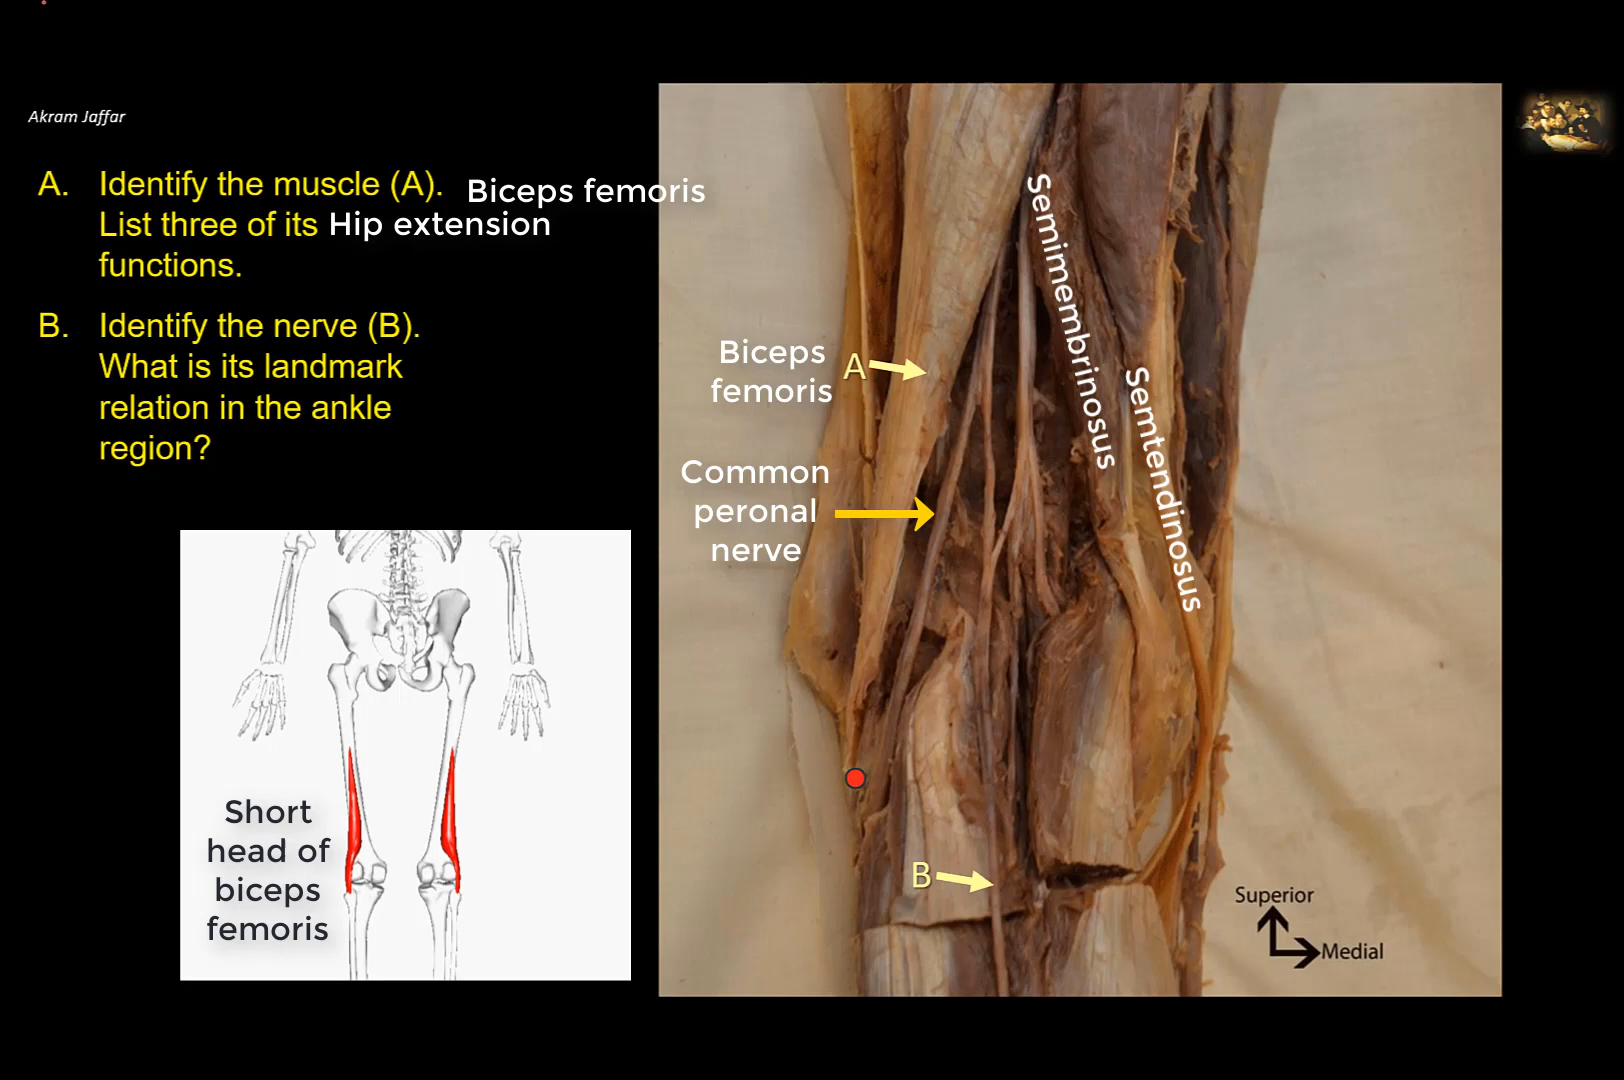 Akram Jaffar
A. Identify the muscle (A). Biceps femoris
List three of its Hip extension
functions.
B. Identify the nerve (B).
What is its landmark
relation in the ankle
region?
Short
head of
biceps
femoris
Biceps
femoris
A
Common
peronal
nerve
Semimembrinosus
Semtendinosus
B
Superior
Medial